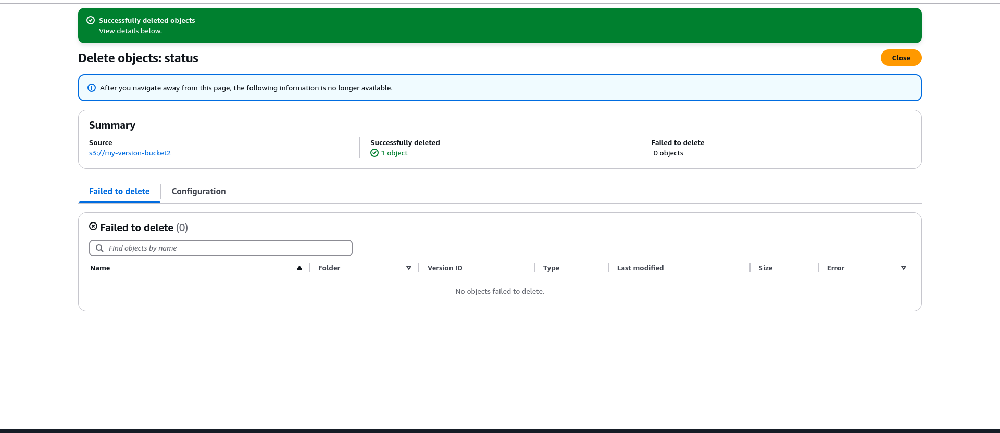 Successfully deleted objects
View details below.
Delete objects: status
Close
After you navigate away from this page, the following information is no longer available.
Summary
Source
s3://my-version-bucket2
Successfully deleted
1 object
Failed to delete
0 objects
Failed to delete
Configuration
Failed to delete (0)
Find objects by name
Name Folder Version ID Type Last modified Size Error
No objects failed to delete.